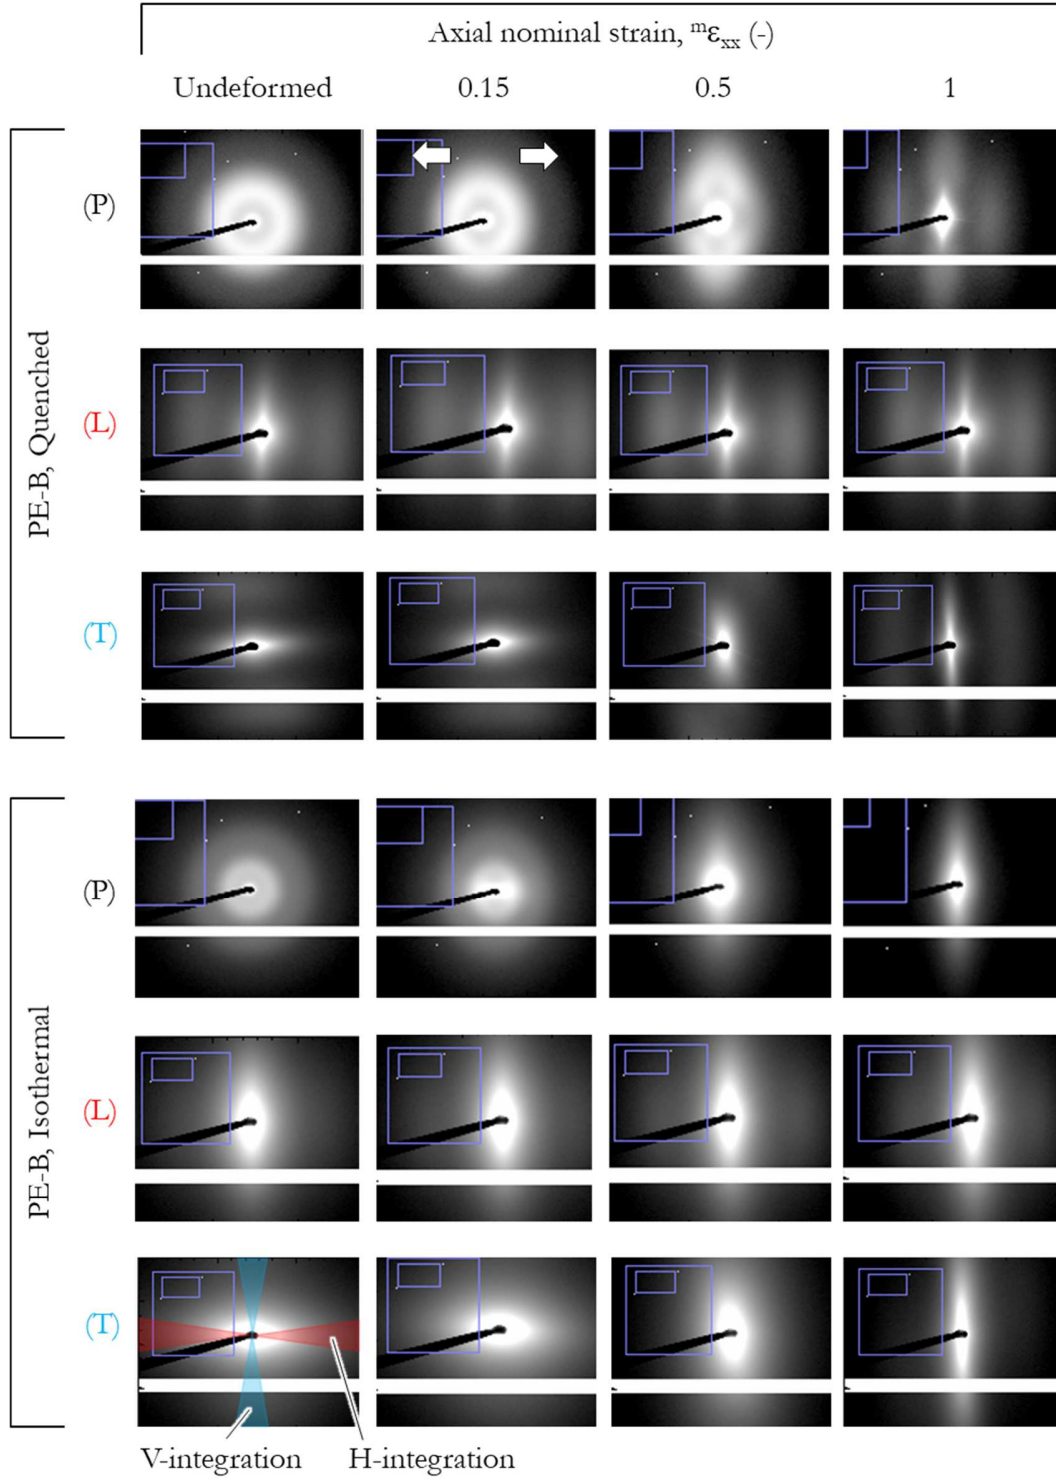 Axial nominal strain, ᵐεₓₓ (-)
Undeformed 0.15 0.5 1
PE-B, Quenched
(P)
(L)
(T)
PE-B, Isothermal
(P)
(L)
(T)
V-integration H-integration